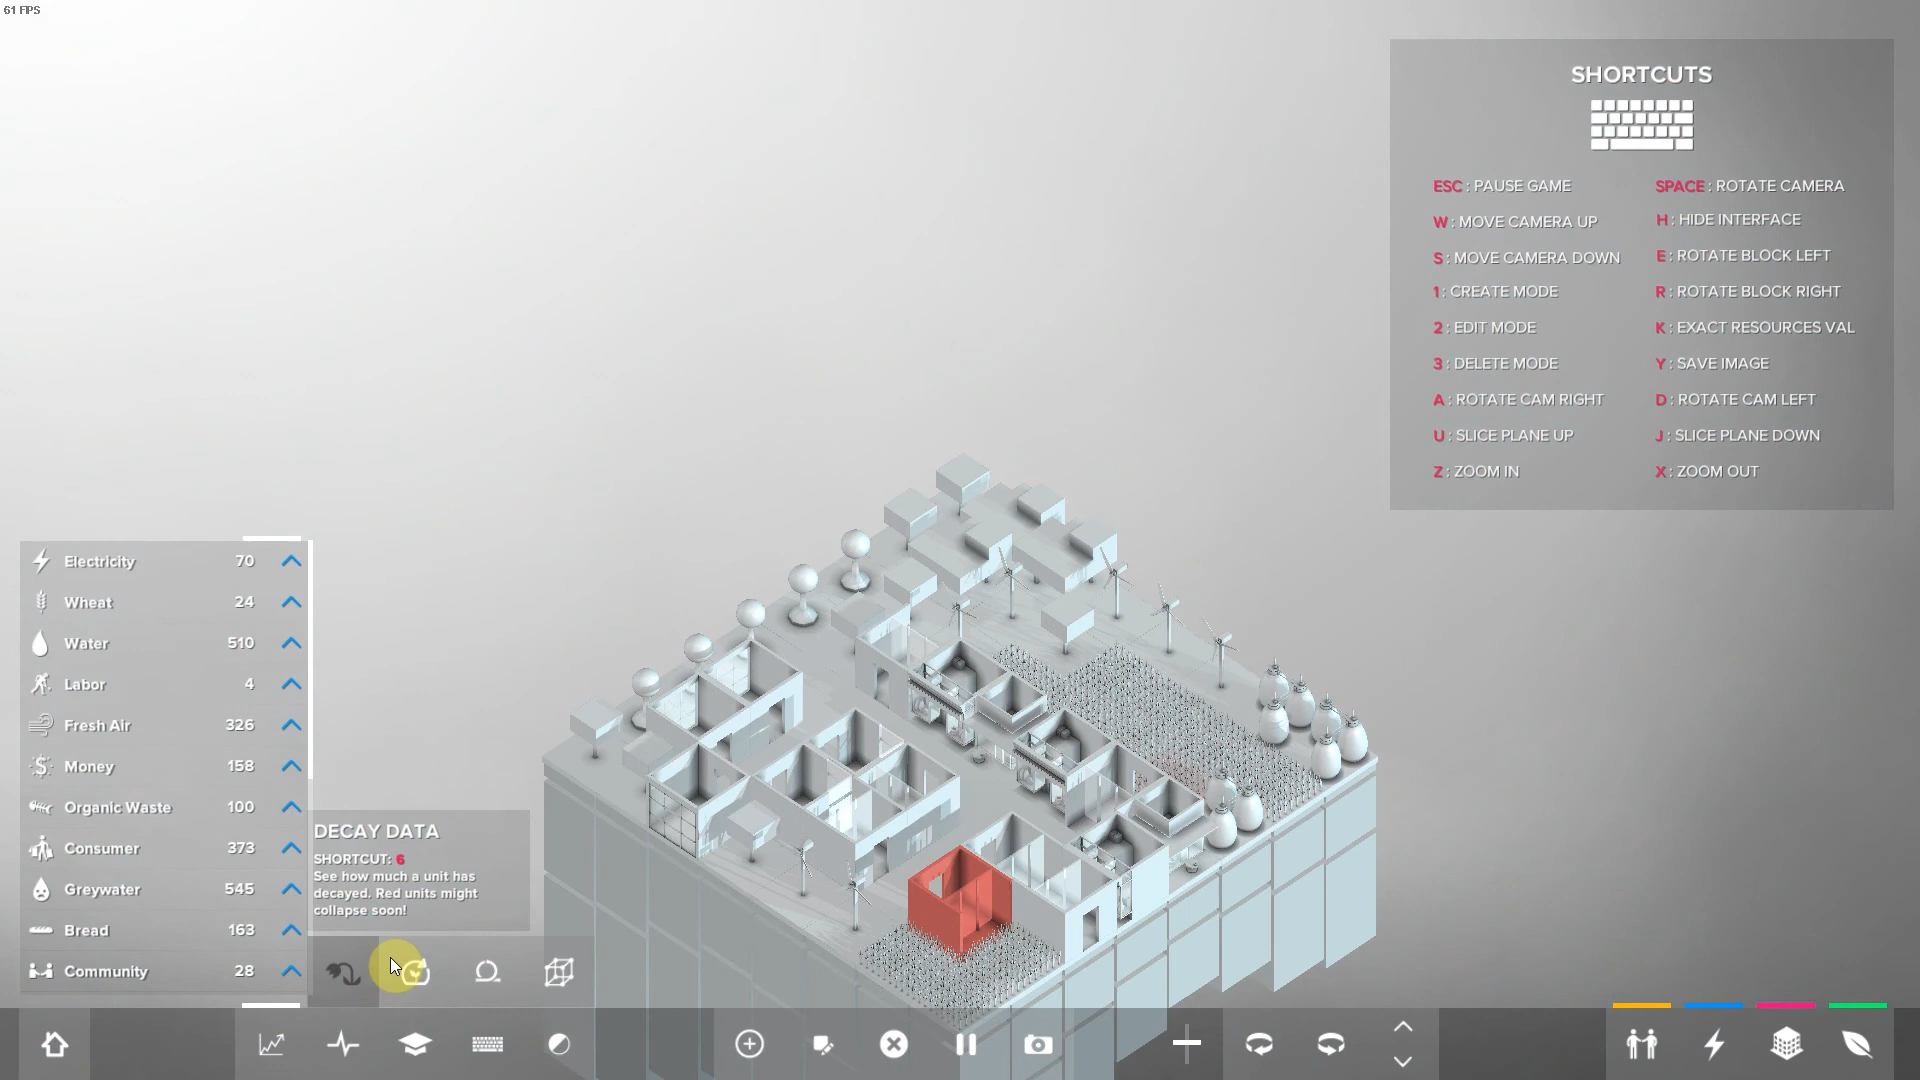 61 FPS
SHORTCUTS
ESC : PAUSE GAME
SPACE : ROTATE CAMERA
W : MOVE CAMERA UP
H : HIDE INTERFACE
S : MOVE CAMERA DOWN
E : ROTATE BLOCK LEFT
1 : CREATE MODE
R : ROTATE BLOCK RIGHT
2 : EDIT MODE
K : EXACT RESOURCES VAL
3 : DELETE MODE
Y : SAVE IMAGE
A : ROTATE CAM RIGHT
D : ROTATE CAM LEFT
U : SLICE PLANE UP
J : SLICE PLANE DOWN
Z : ZOOM IN
X : ZOOM OUT
Electricity 70
Wheat 24
Water 510
Labor 4
Fresh Air 326
Money 158
Organic Waste 100
Consumer 373
Greywater 545
Bread 163
Community 28
DECAY DATA
SHORTCUT: 6
See how much a unit has
decayed. Red units might
collapse soon!